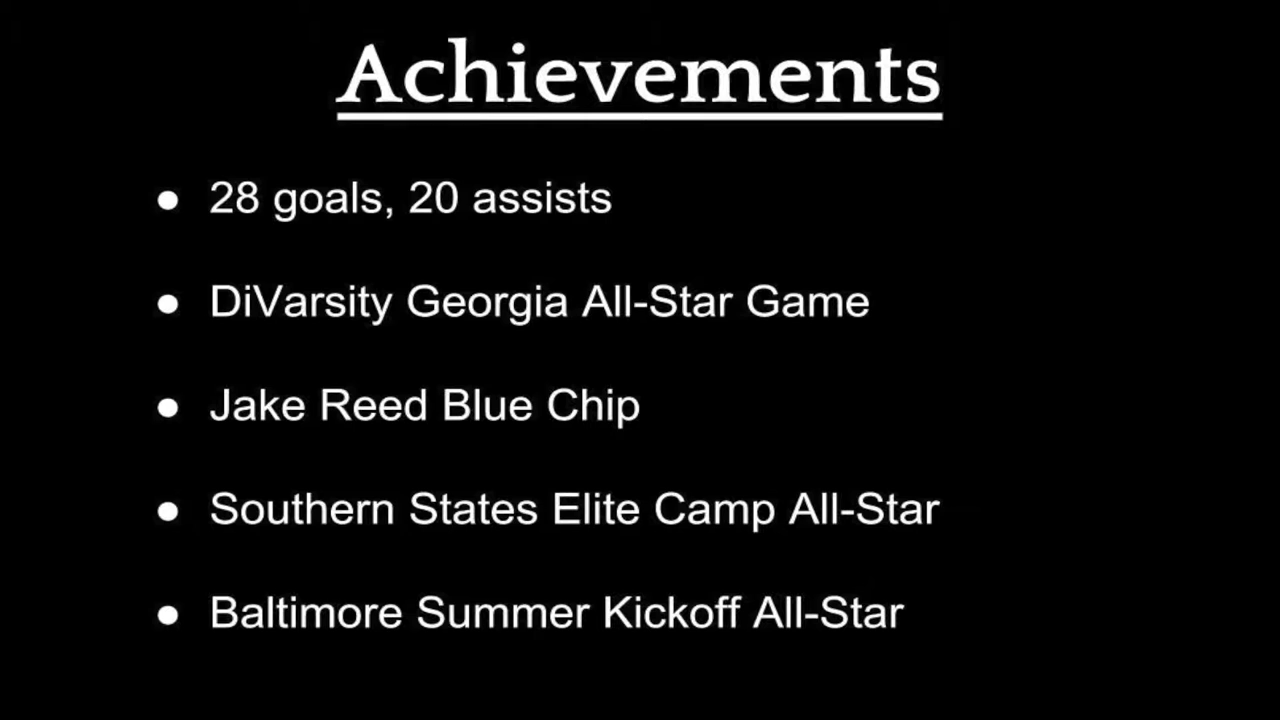 Achievements
● 28 goals, 20 assists
● DiVarsity Georgia All-Star Game
● Jake Reed Blue Chip
● Southern States Elite Camp All-Star
● Baltimore Summer Kickoff All-Star